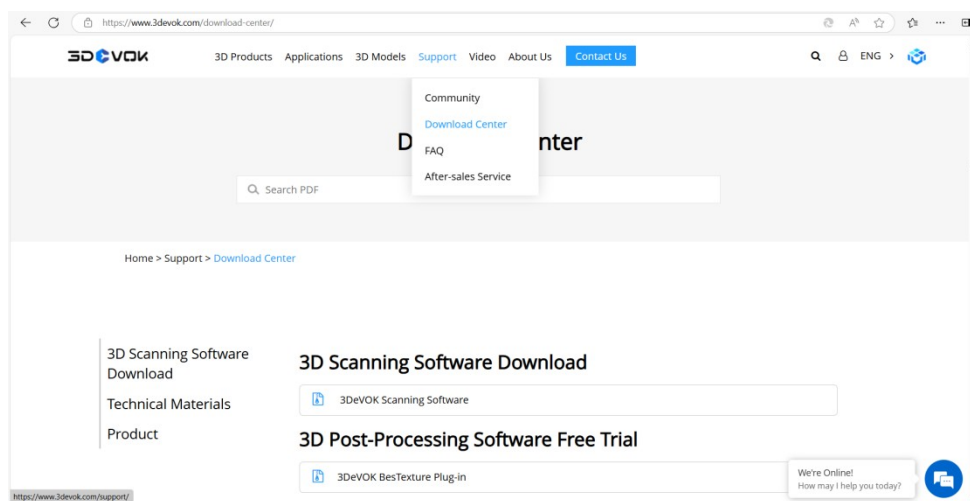 https://www.3devok.com/download-center/
3DEVOK 3D Products Applications 3D Models Support Video About Us Contact Us ENG >
Community
Download Center
FAQ
After-sales Service
D nter
Search PDF
Home > Support > Download Center
3D Scanning Software
Download
Technical Materials
Product
3D Scanning Software Download
3DeVOK Scanning Software
3D Post-Processing Software Free Trial
3DeVOK BesTexture Plug-in
We're Online!
How may I help you today?
https://www.3devok.com/support/